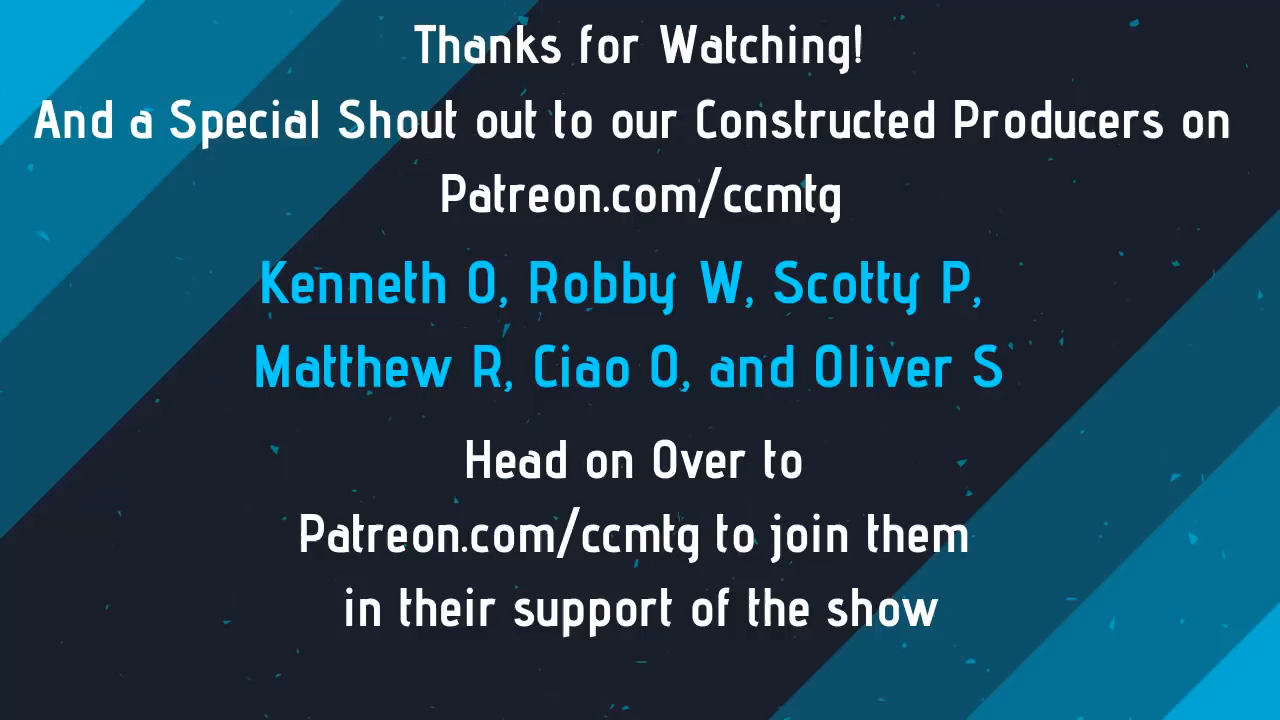 Thanks for Watching!
And a Special Shout out to our Constructed Producers on
Patreon.com/ccmtg
Kenneth O, Robby W, Scotty P,
Matthew R, Ciao O, and Oliver S
Head on Over to
Patreon.com/ccmtg to join them
in their support of the show